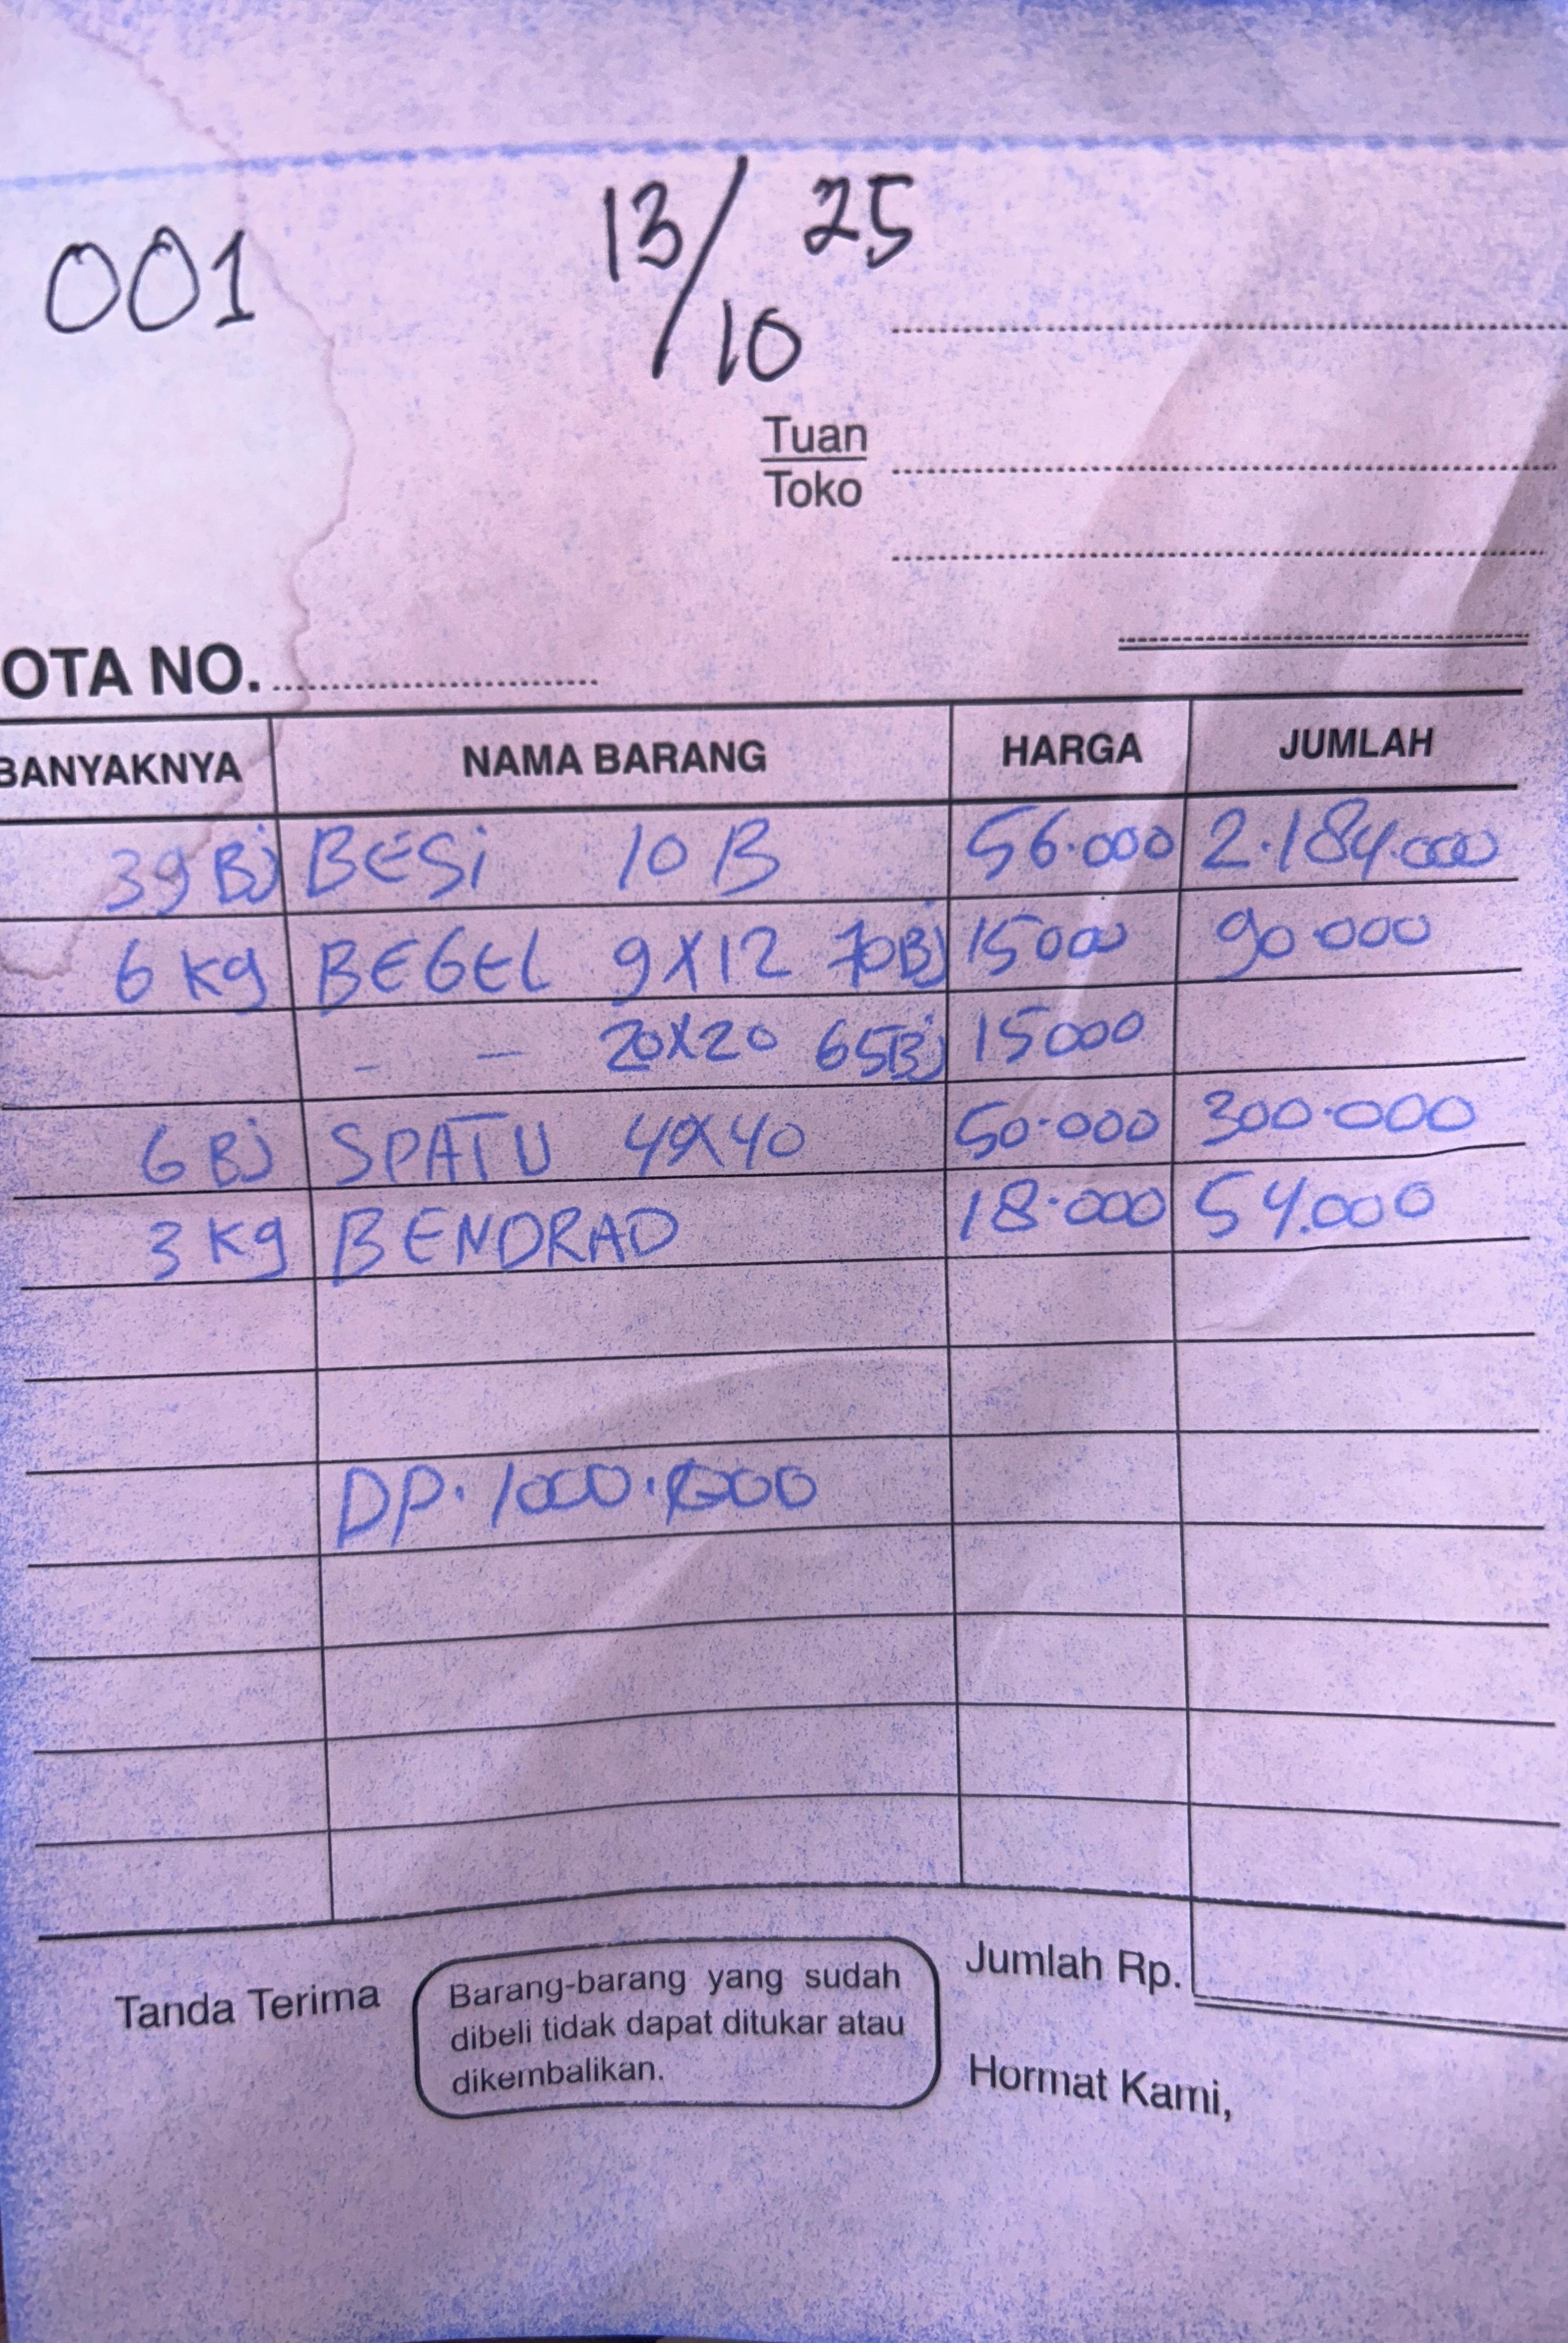 001 13/10 25
Tuan
Toko
OTA NO.
BANYAKNYA NAMA BARANG HARGA JUMLAH
39 Bj BESi 10 B 56.000 2.184.000
6 Kg BEGEL 9X12 70Bj 15000 90.000
- - 20X20 65Bj 15000
6 Bj SPATU 40X40 50.000 300.000
3 Kg BENDRAD 18.000 54.000
DP. 1000.000
Tanda Terima
Barang-barang yang sudah
dibeli tidak dapat ditukar atau
dikembalikan.
Jumlah Rp.
Hormat Kami,